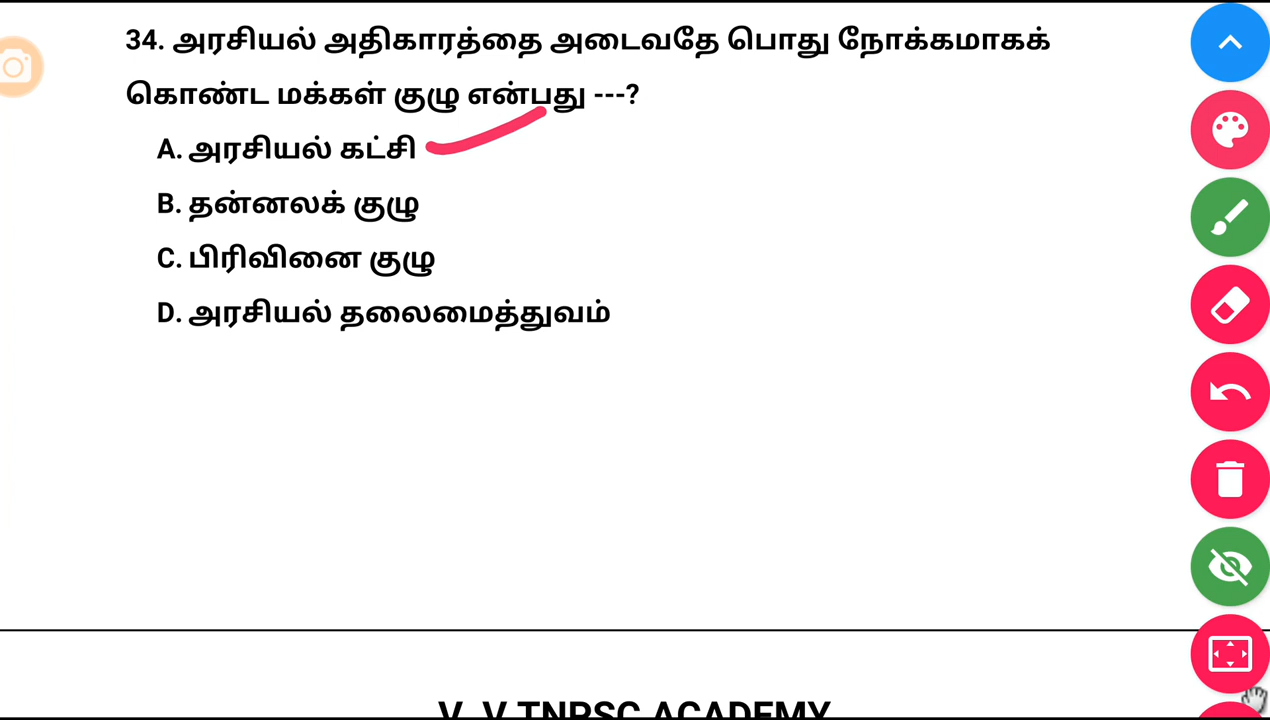 34. அரசியல் அதிகாரத்தை அடைவதே பொது நோக்கமாகக்
கொண்ட மக்கள் குழு என்பது ---?
A. அரசியல் கட்சி
B. தன்னலக் குழு
C. பிரிவினை குழு
D. அரசியல் தலைமைத்துவம்
V V TNPSC ACADEMY